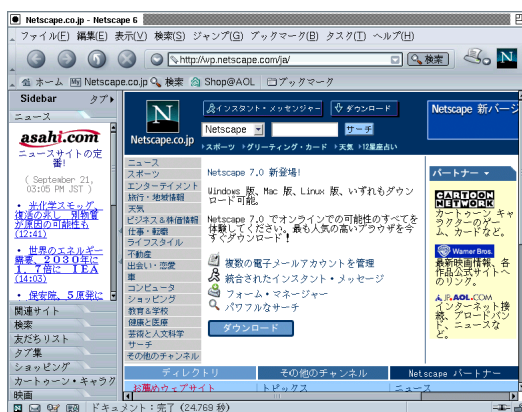 Netscape.co.jp - Netscape 6
ファイル(F) 編集(E) 表示(V) 検索(S) ジャンプ(G) ブックマーク(B) タスク(T) ヘルプ(H)
http://wp.netscape.com/ja/
検索
ホーム Netscape.co.jp 検索 Shop@AOL ブックマーク
Sidebar タブ
ニュース
asahi.com
ニュースサイトの定番!
( September 21,
03:05 PM JST )
・光化学スモッグ、
復活の兆し 別物質
が原因の可能性も
(12:41)
・世界のエネルギー
需要、2030年に
1.7倍に IEA
(14:03)
・保安院、5原発に
関連サイト
検索
友だちリスト
タブ集
ショッピング
カートゥーン・キャラク
映画
N
Netscape.co.jp
インスタント・メッセンジャー
ダウンロード
Netscape
サーチ
スポーツ グリーティング・カード 天気 12星座占い
Netscape 新バージ
ニュース
スポーツ
エンターテイメント
旅行・地域情報
天気
ビジネス&株価情報
仕事・転職
ライフスタイル
不動産
出会い・恋愛
車
コンピュータ
ショッピング
教育&学校
健康と医療
芸術と人文科学
サーチ
その他のチャンネル
Netscape 7.0 新登場!
Windows 版、Mac 版、Linux 版、いずれもダウンロード可能。
Netscape 7.0 でオンラインでの可能性のすべてを
体験してください。最も人気の高いブラウザを今
すぐダウンロード!
複数の電子メールアカウントを管理
統合されたインスタント・メッセージ
フォーム・マネージャー
パワフルなサーチ
ダウンロード
パートナー
CARTOON
NETWORK
カートゥーン キャ
ラクターのゲー
ム、カードなど。
Warner Bros.
最新映画情報、各
作品公式サイトへ
のリンク。
JP.AOL.COM
インターネット接
続、ブロードバン
ド、ニュースな
ど。
ディレクトリ その他のチャンネル Netscape パートナー
お薦めウェブサイト トピックス ニュース
ドキュメント: 完了 (24.769 秒)